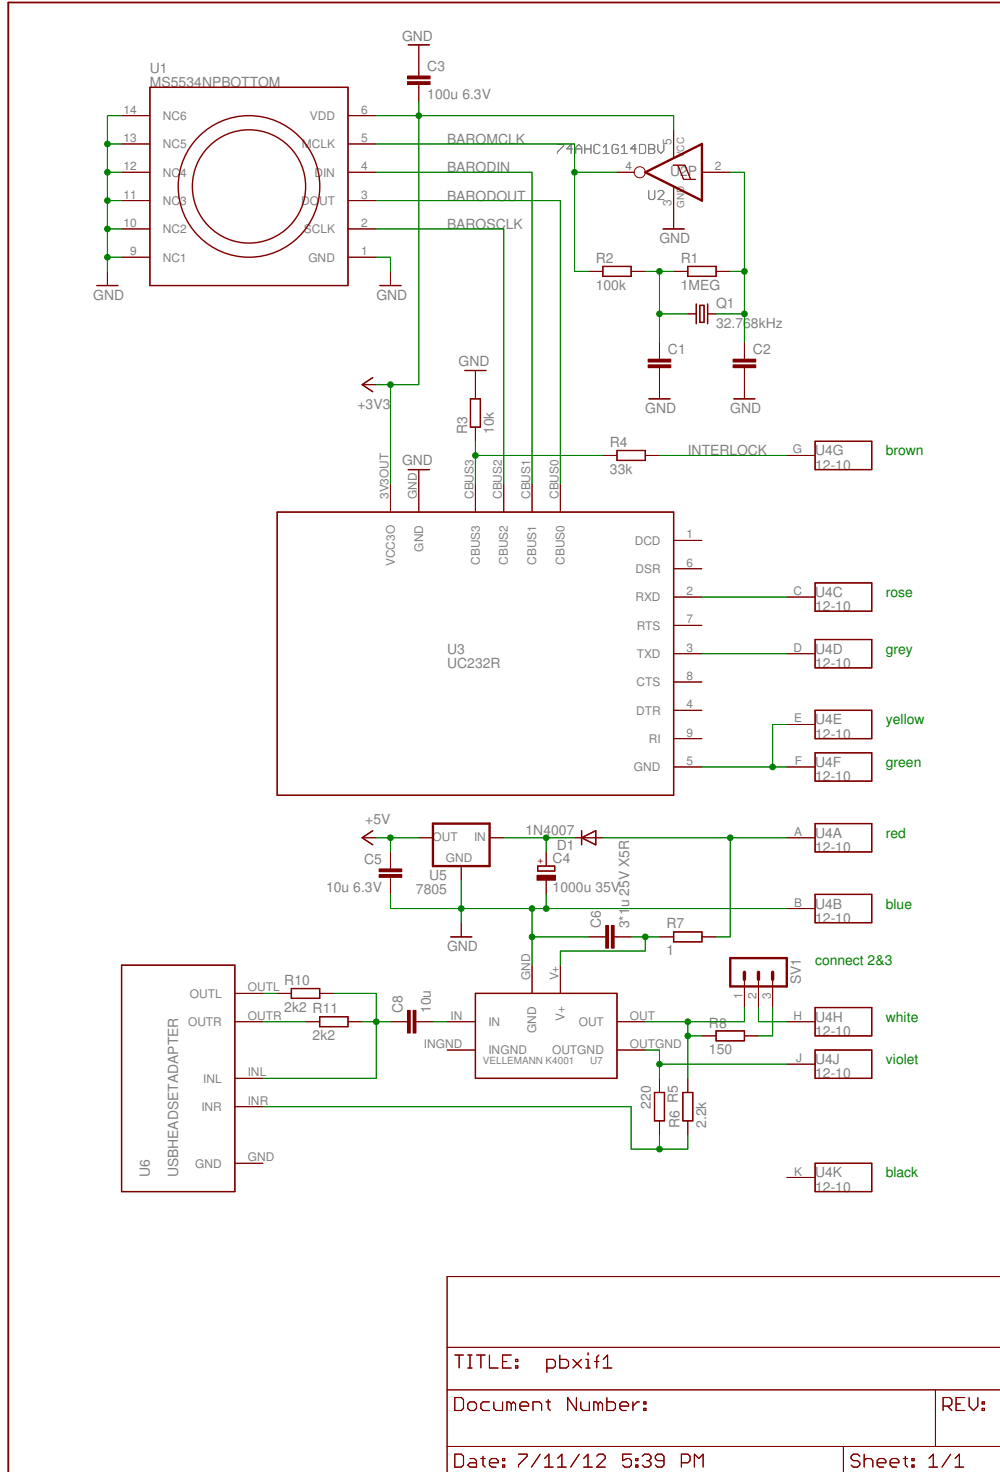 GND
C3
100u 6.3V
U1
MS5534NPBOTTOM
14 NC6 VDD 6
13 NC5 MCLK 5 BAROMCLK
12 NC4 DIN 4 BARODIN
11 NC3 DOUT 3 BARODOUT
10 NC2 SCLK 2 BAROSCLK
9 NC1 GND 1
GND GND
74AHC1G14DBV
5 VCC
4 U2P 2
U2
3 GND
GND
R2 R1
100k 1MEG
Q1
32.768kHz
C1 C2
GND GND
GND
+3V3
R3 10k
R4 INTERLOCK G U4G brown
33k 12-10
GND
3V3OUT GND CBUS3 CBUS2 CBUS1 CBUS0
VCC3O GND CBUS3 CBUS2 CBUS1 CBUS0
DCD 1
DSR 6
RXD 2 C U4C rose
12-10
RTS 7
U3
UC232R
TXD 3 D U4D grey
12-10
CTS 8
DTR 4 E U4E yellow
12-10
RI 9
GND 5 F U4F green
12-10
+5V
OUT IN
GND
1N4007
D1
A U4A red
12-10
C5
10u 6.3V
U5
7805
C4
+
1000u 35V
C6
3*1u 25V X5R
B U4B blue
12-10
R7
1
GND
GND V+
SV1
1 2 3
connect 2&3
R10
OUTL OUTL
2k2
R11
OUTR OUTR
2k2
C8 10u
IN IN GND V+ OUT OUT
INGND INGND OUTGND OUTGND
VELLEMANN K4001 U7
R8
150
H U4H white
12-10
J U4J violet
12-10
INL INL
INR INR
GND GND
U6
USBHEADSETADAPTER
220
R6
R5
2.2k
K U4K black
12-10
TITLE: pbxif1
Document Number:
REV:
Date: 7/11/12 5:39 PM
Sheet: 1/1